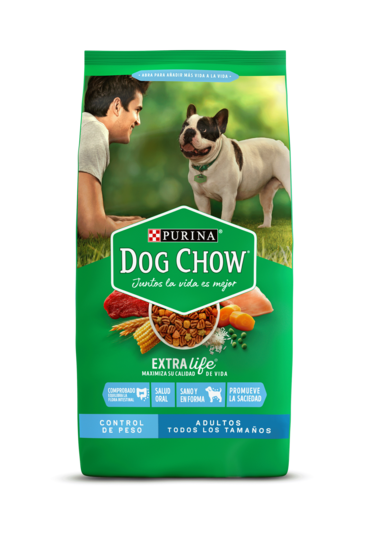 PURINA®
DOG CHOW®
Juntos la vida es mejor
EXTRA life®
MAXIMIZA SU CALIDAD DE VIDA
COMPROBADO
SALUD ORAL
SANO Y EN FORMA
PROMUEVE LA SACIEDAD
CONTROL DE PESO
ADULTOS
TODOS LOS TAMAÑOS